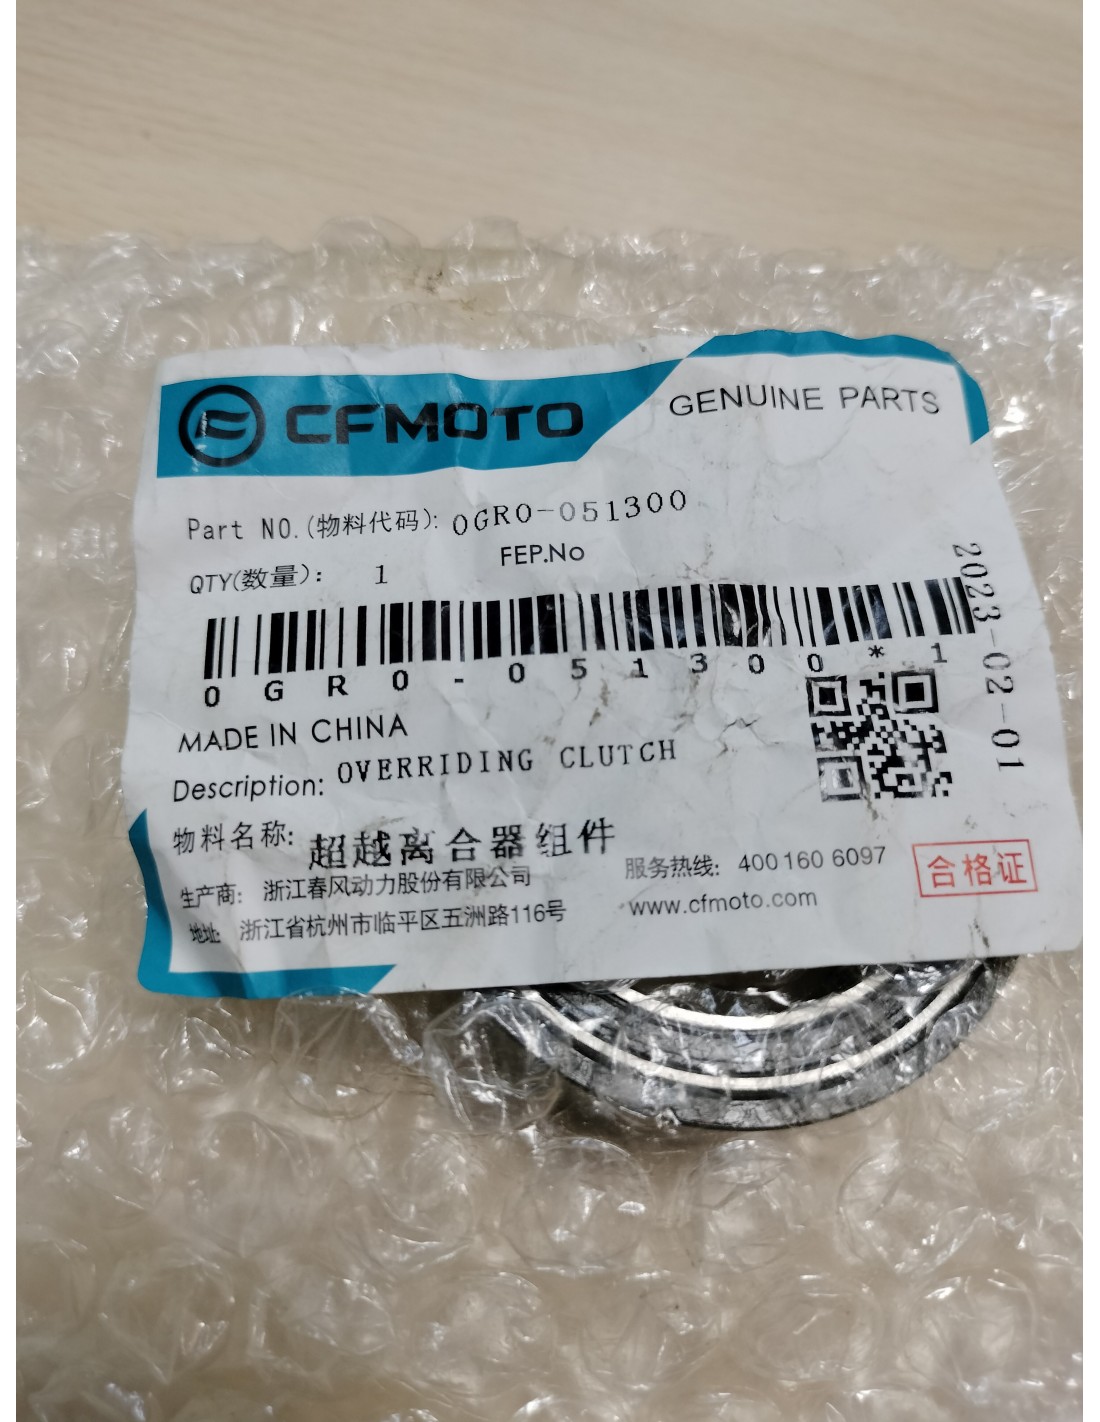 CFMOTO
GENUINE PARTS
Part NO.(物料代码): 0GR0-051300
FEP.No
QTY(数量): 1
0GR0-051300*1
2023-02-01
MADE IN CHINA
Description: OVERRIDING CLUTCH
物料名称: 超越离合器组件
生产商: 浙江春风动力股份有限公司
服务热线: 400 160 6097
合格证
地址: 浙江省杭州市临平区五洲路116号
www.cfmoto.com